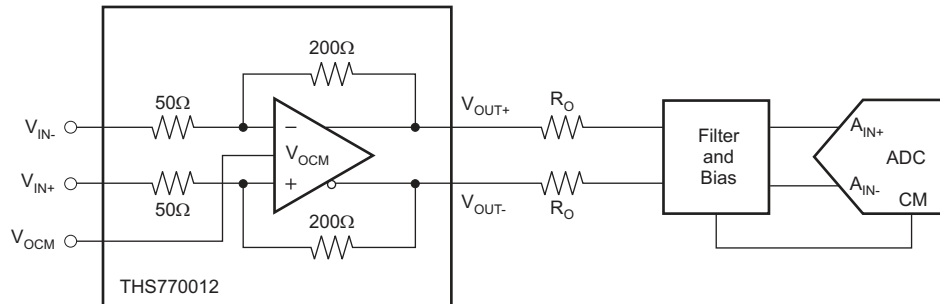 200Ω
50Ω
V_IN-
−
V_OUT+
R_O
Filter
and
Bias
A_IN+
ADC
V_OCM
V_IN+
+
50Ω
A_IN-
CM
V_OUT-
R_O
V_OCM
200Ω
THS770012